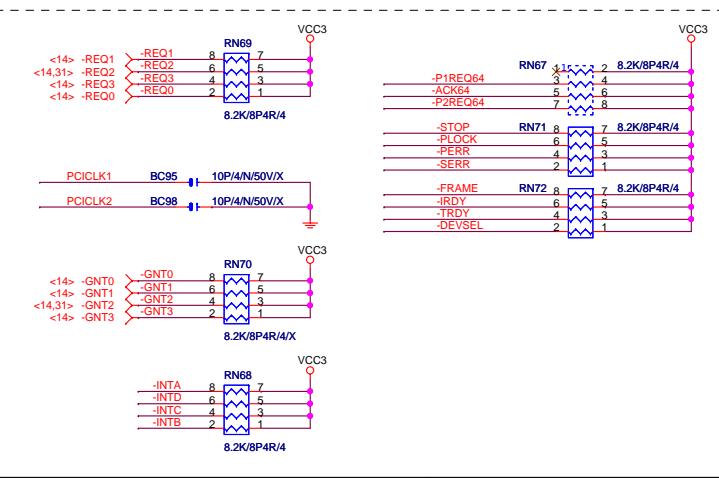 VCC3
RN69
<14> -REQ1 -REQ1 8 7
<14,31> -REQ2 -REQ2 6 5
<14> -REQ3 -REQ3 4 3
<14> -REQ0 -REQ0 2 1
8.2K/8P4R/4
PCICLK1 BC95 10P/4/N/50V/X
PCICLK2 BC98 10P/4/N/50V/X
VCC3
RN70
<14> -GNT0 -GNT0 8 7
<14> -GNT1 -GNT1 6 5
<14,31> -GNT2 -GNT2 4 3
<14> -GNT3 -GNT3 2 1
8.2K/8P4R/4/X
VCC3
RN68
-INTA 8 7
-INTD 6 5
-INTC 4 3
-INTB 2 1
8.2K/8P4R/4
VCC3
RN67 1 1 2 8.2K/8P4R/4
-P1REQ64 3 4
-ACK64 5 6
-P2REQ64 7 8
-STOP RN71 8 7 8.2K/8P4R/4
-PLOCK 6 5
-PERR 4 3
-SERR 2 1
-FRAME RN72 8 7 8.2K/8P4R/4
-IRDY 6 5
-TRDY 4 3
-DEVSEL 2 1